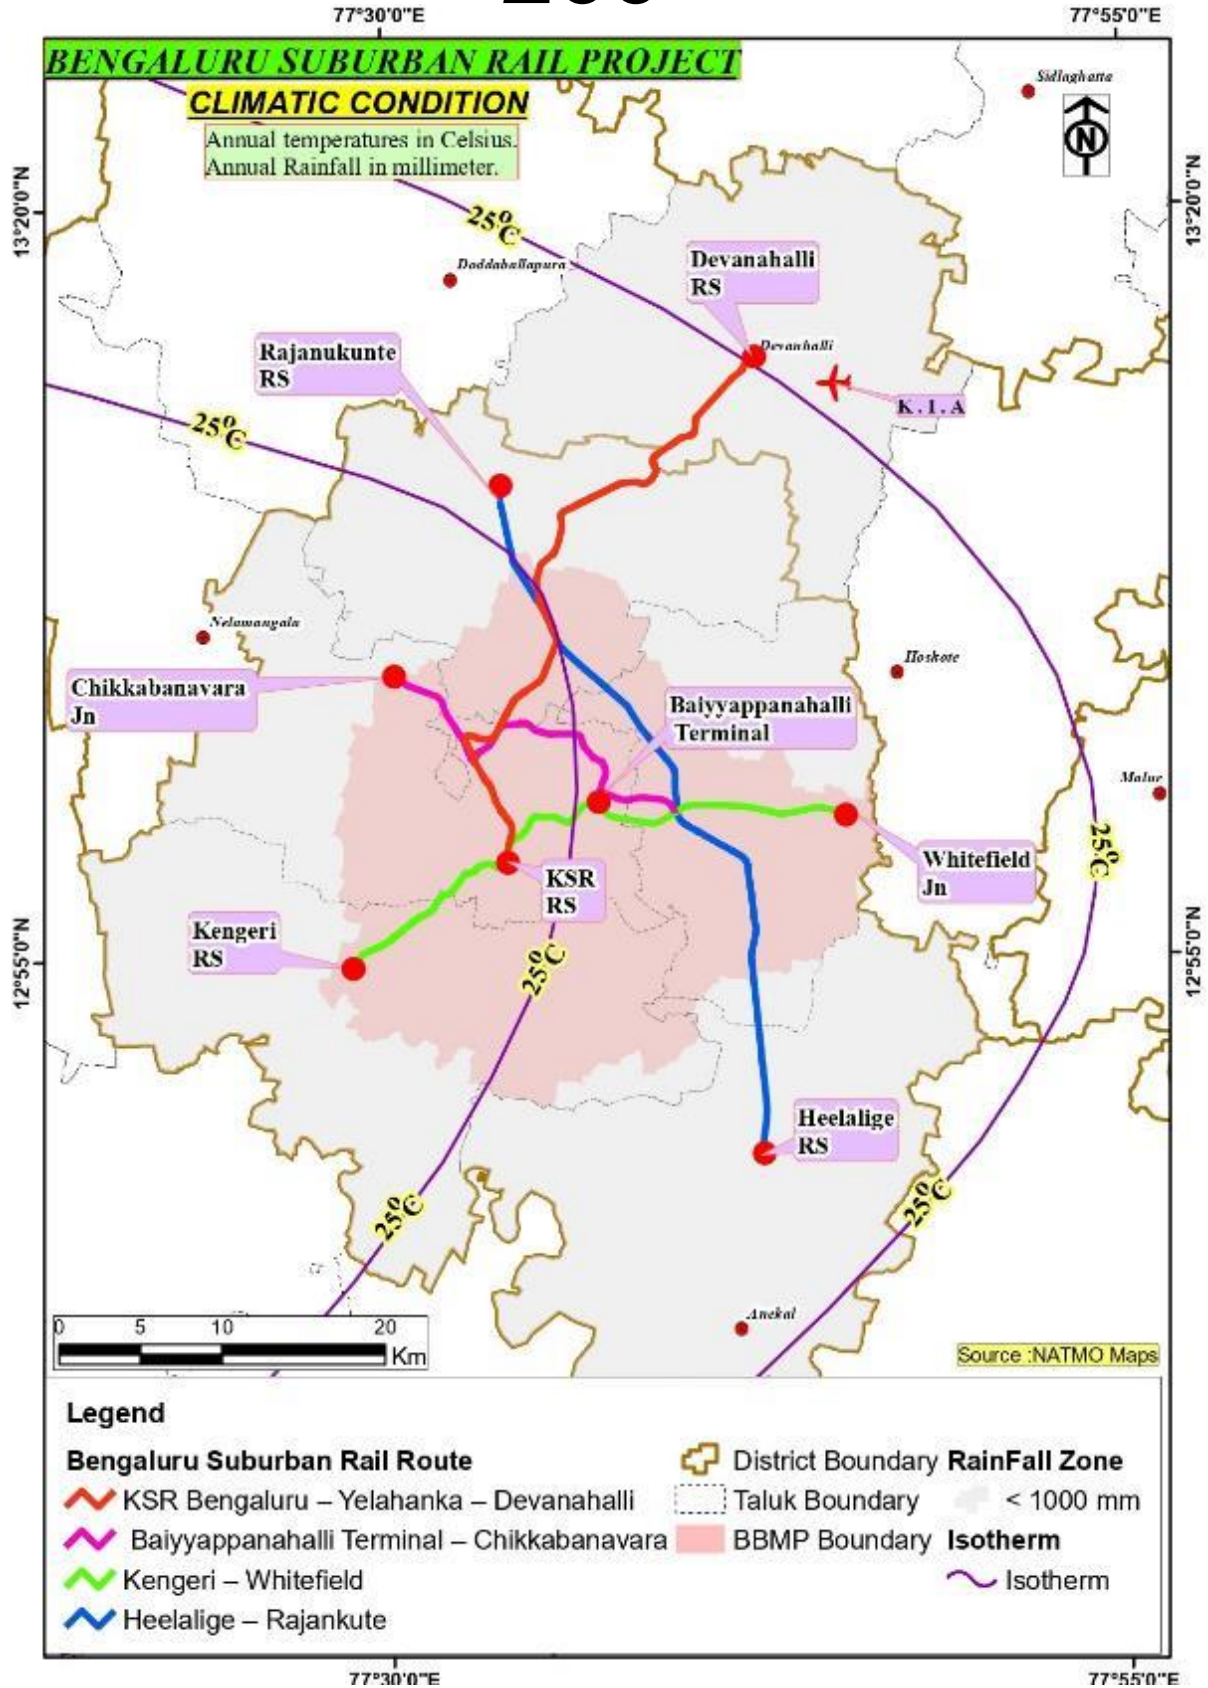 77°30'0"E
77°55'0"E
BENGALURU SUBURBAN RAIL PROJECT
CLIMATIC CONDITION
Annual temperatures in Celsius.
Annual Rainfall in millimeter.
Sidlaghatta
N
13°20'0"N
13°20'0"N
25°C
Doddaballapura
Devanahalli
RS
Rajanukunte
RS
Devanhalli
K.I.A
25°C
Nelamangala
Hoskote
Chikkabanavara
Jn
Baiyyappanahalli
Terminal
Malur
25°C
Whitefield
Jn
KSR
RS
Kengeri
RS
12°55'0"N
12°55'0"N
25°C
Heelalige
RS
25°C
25°C
Anekal
0 5 10 20
Km
Source :NATMO Maps
Legend
Bengaluru Suburban Rail Route
KSR Bengaluru – Yelahanka – Devanahalli
Baiyyappanahalli Terminal – Chikkabanavara
Kengeri – Whitefield
Heelalige – Rajankute
District Boundary
Taluk Boundary
BBMP Boundary
RainFall Zone
< 1000 mm
Isotherm
Isotherm
77°30'0"E
77°55'0"E